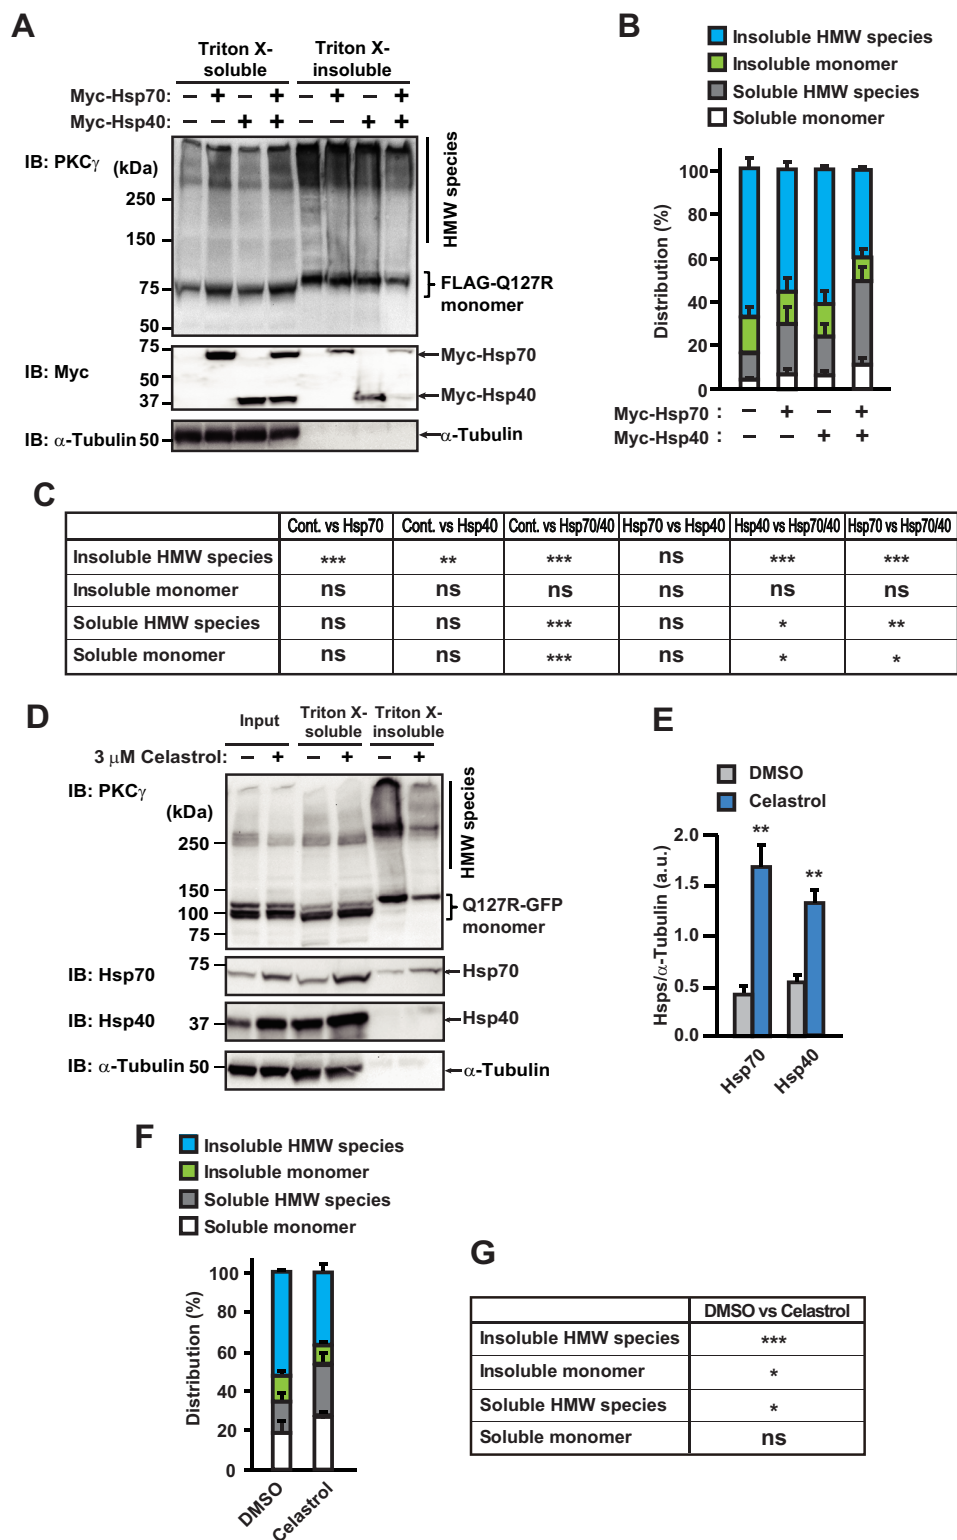 A
Triton X-
soluble
Triton X-
insoluble
Myc-Hsp70: − + − + − + − +
Myc-Hsp40: − − + + − − + +
IB: PKCγ (kDa)
250
150
75
50
HMW species
FLAG-Q127R
monomer
IB: Myc
75
50
37
Myc-Hsp70
Myc-Hsp40
IB: α-Tubulin 50
α-Tubulin
B
Insoluble HMW species
Insoluble monomer
Soluble HMW species
Soluble monomer
Distribution (%)
100
80
60
40
20
0
Myc-Hsp70 : − + − +
Myc-Hsp40 : − − + +
C
Cont. vs Hsp70 Cont. vs Hsp40 Cont. vs Hsp70/40 Hsp70 vs Hsp40 Hsp40 vs Hsp70/40 Hsp70 vs Hsp70/40
Insoluble HMW species *** ** *** ns *** ***
Insoluble monomer ns ns ns ns ns ns
Soluble HMW species ns ns *** ns * **
Soluble monomer ns ns *** ns * *
D
Input
Triton X-
soluble
Triton X-
insoluble
3 μM Celastrol: − + − + − +
IB: PKCγ
(kDa)
250
150
100
75
HMW species
Q127R-GFP
monomer
IB: Hsp70
75
Hsp70
IB: Hsp40
37
Hsp40
IB: α-Tubulin 50
α-Tubulin
E
DMSO
Celastrol
Hsps/α-Tubulin (a.u.)
2.0
1.5
1.0
0.5
0.0
**
**
Hsp70
Hsp40
F
Insoluble HMW species
Insoluble monomer
Soluble HMW species
Soluble monomer
Distribution (%)
100
80
60
40
20
0
DMSO
Celastrol
G
DMSO vs Celastrol
Insoluble HMW species ***
Insoluble monomer *
Soluble HMW species *
Soluble monomer ns